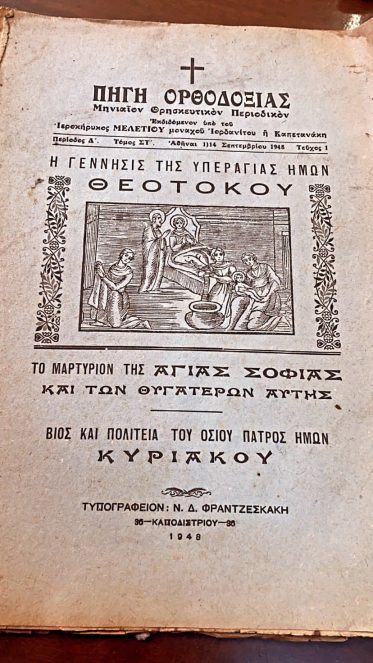 ΠΗΓΗ ΟΡΘΟΔΟΞΙΑΣ
Μηνιαῖον Θρησκευτικὸν Περιοδικὸν
Ἐκδιδόμενον ὑπὸ τοῦ
Ἱεροκήρυκος ΜΕΛΕΤΙΟΥ μοναχοῦ Ἰορδανίτου ἢ Καπετανάκη
Περίοδος Δ΄. Τόμος ΣΤ΄. Ἀθῆναι 1)14 Σεπτεμβρίου 1948 Τεῦχος 1
Η ΓΕΝΝΗΣΙΣ ΤΗΣ ΥΠΕΡΑΓΙΑΣ ΗΜΩΝ
ΘΕΟΤΟΚΟΥ
ΤΟ ΜΑΡΤΥΡΙΟΝ ΤΗΣ ΑΓΙΑΣ ΣΟΦΙΑΣ
ΚΑΙ ΤΩΝ ΘΥΓΑΤΕΡΩΝ ΑΥΤΗΣ
ΒΙΟΣ ΚΑΙ ΠΟΛΙΤΕΙΑ ΤΟΥ ΟΣΙΟΥ ΠΑΤΡΟΣ ΗΜΩΝ
ΚΥΡΙΑΚΟΥ
ΤΥΠΟΓΡΑΦΕΙΟΝ: Ν. Δ. ΦΡΑΝΤΖΕΣΚΑΚΗ
36—ΚΑΠΟΔΙΣΤΡΙΟΥ—36
1948